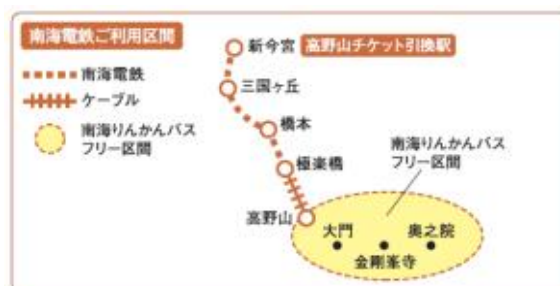 南海電鉄ご利用区間
南海電鉄
ケーブル
南海りんかんバス
フリー区間
新今宮
高野山チケット引換駅
三国ヶ丘
橋本
極楽橋
高野山
南海りんかんバス
フリー区間
大門
金剛峯寺
奥之院